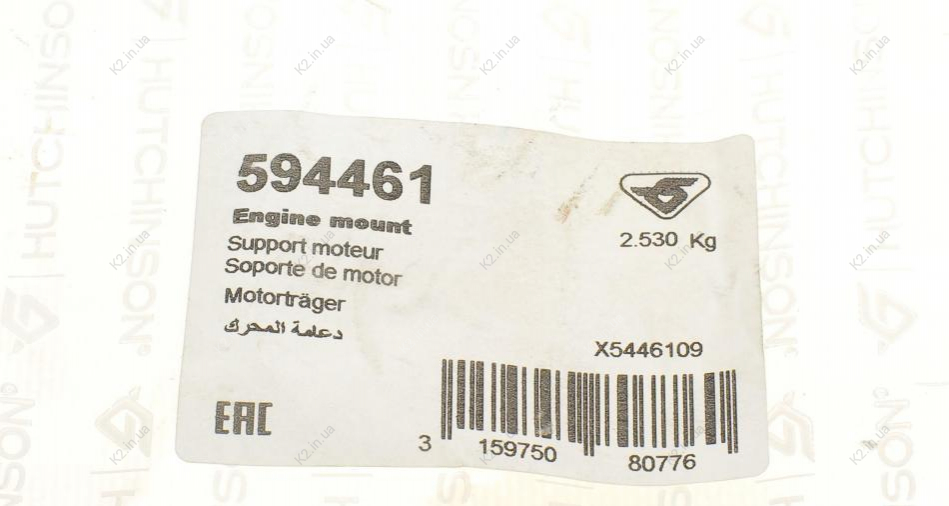 594461
Engine mount
Support moteur
Soporte de motor
Motorträger
دعامة المحرك
2.530 Kg
X5446109
EAC
3 159750 80776
HUTCHINSON
K2.in.ua